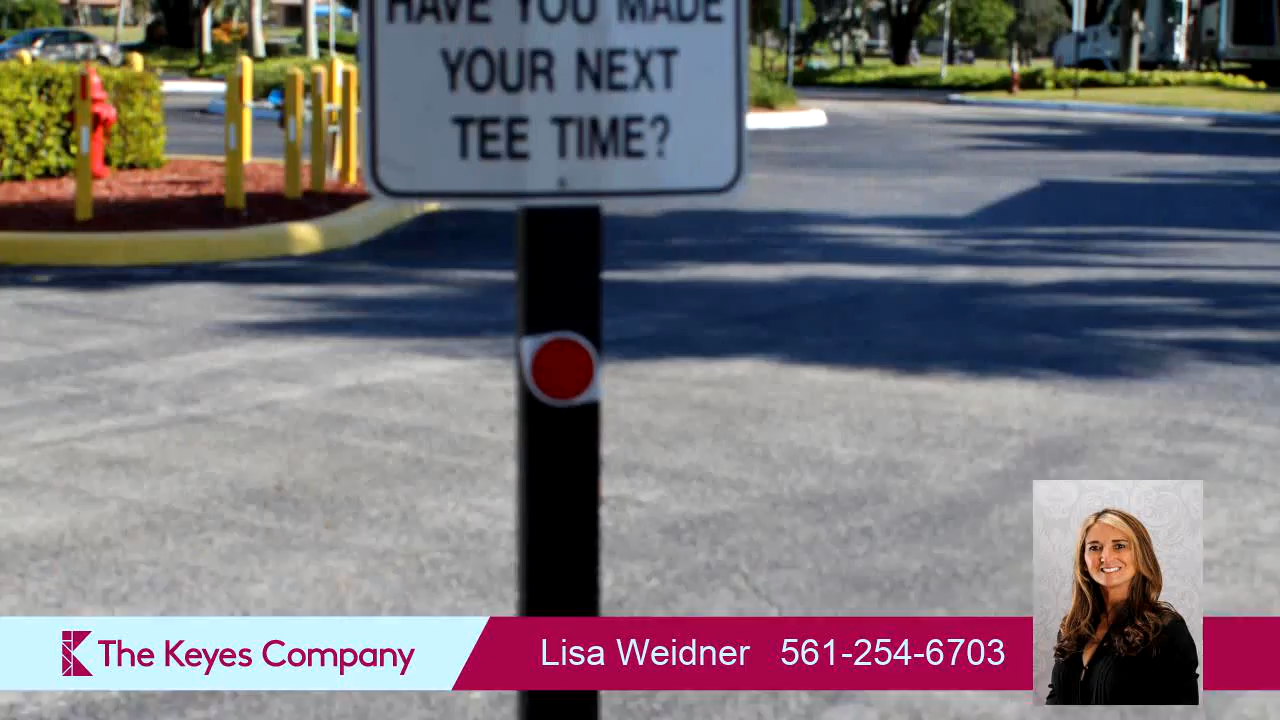 HAVE YOU MADE
YOUR NEXT
TEE TIME?
The Keyes Company
Lisa Weidner 561-254-6703